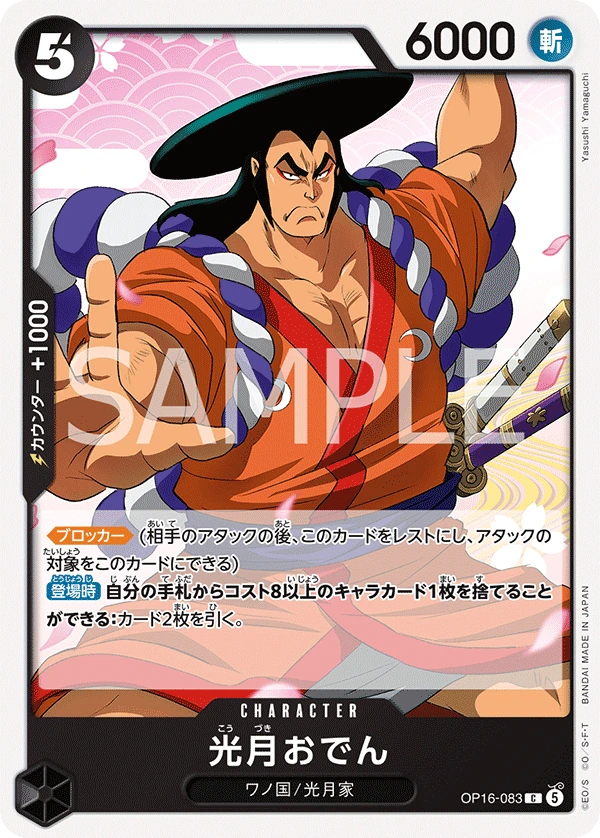 5
6000
斬
Yasushi Yamaguchi
カウンター +1000
SAMPLE
ブロッカー (相手のアタックの後、このカードをレストにし、アタックの
対象をこのカードにできる)
登場時 自分の手札からコスト8以上のキャラカード1枚を捨てること
ができる:カード2枚を引く。
CHARACTER
光月おでん
ワノ国/光月家
OP16-083 C 5
©E/S ©O/S・F・T BANDAI MADE IN JAPAN